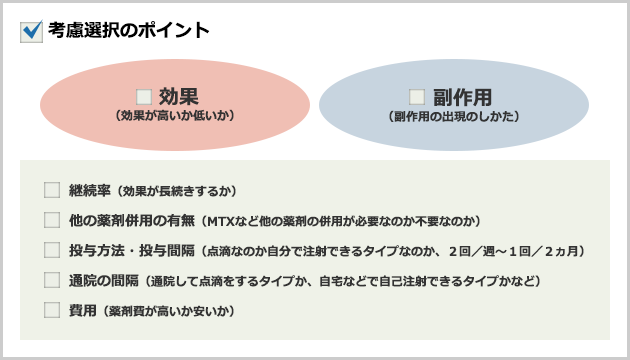 考慮選択のポイント
効果
（効果が高いか低いか）
副作用
（副作用の出現のしかた）
継続率（効果が長続きするか）
他の薬剤併用の有無（MTXなど他の薬剤の併用が必要なのか不要なのか）
投与方法・投与間隔（点滴なのか自分で注射できるタイプなのか、２回／週～１回／２ヵ月）
通院の間隔（通院して点滴をするタイプか、自宅などで自己注射できるタイプかなど）
費用（薬剤費が高いか安いか）